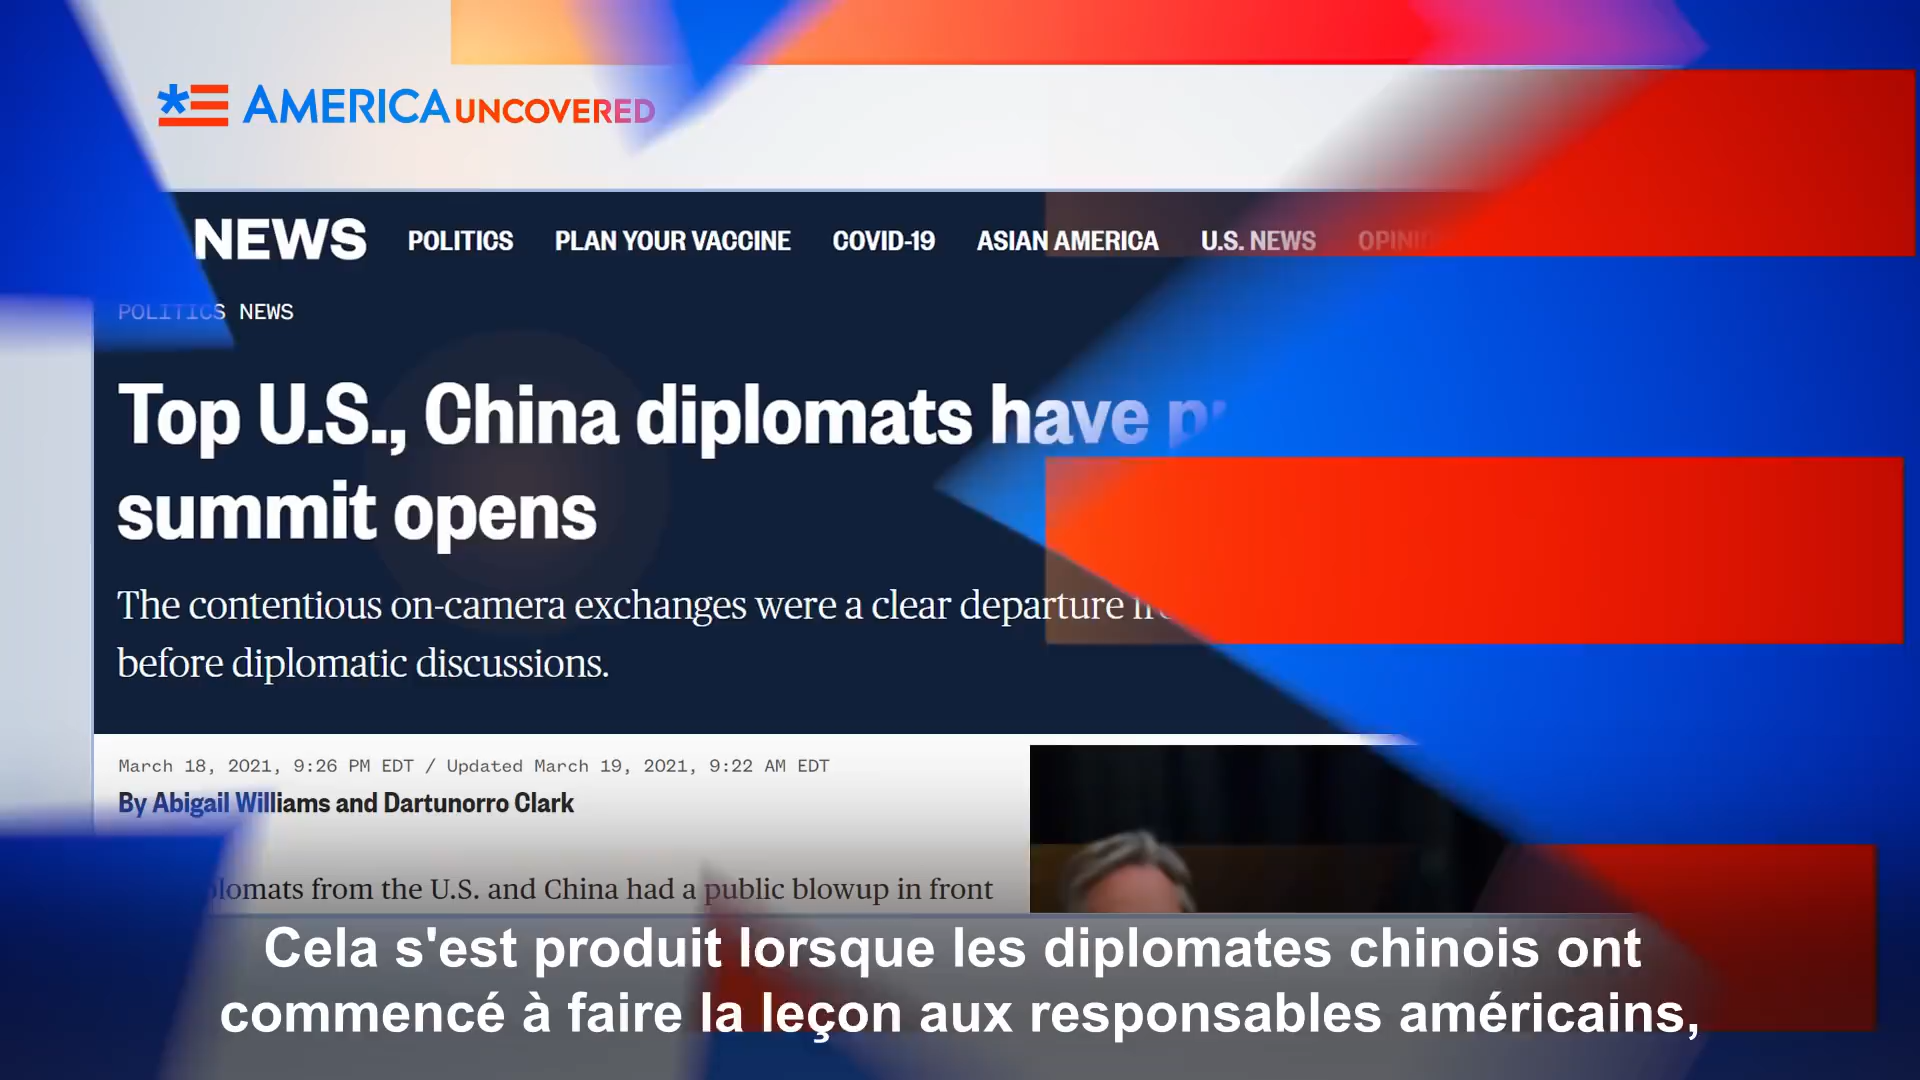 AMERICA UNCOVERED
NEWS POLITICS PLAN YOUR VACCINE COVID-19 ASIAN AMERICA U.S. NEWS
POLITICS NEWS
Top U.S., China diplomats have
summit opens
The contentious on-camera exchanges were a clear departure
before diplomatic discussions.
March 18, 2021, 9:26 PM EDT / Updated March 19, 2021, 9:22 AM EDT
By Abigail Williams and Dartunorro Clark
from the U.S. and China had a public blowup in front
Cela s'est produit lorsque les diplomates chinois ont
commencé à faire la leçon aux responsables américains,